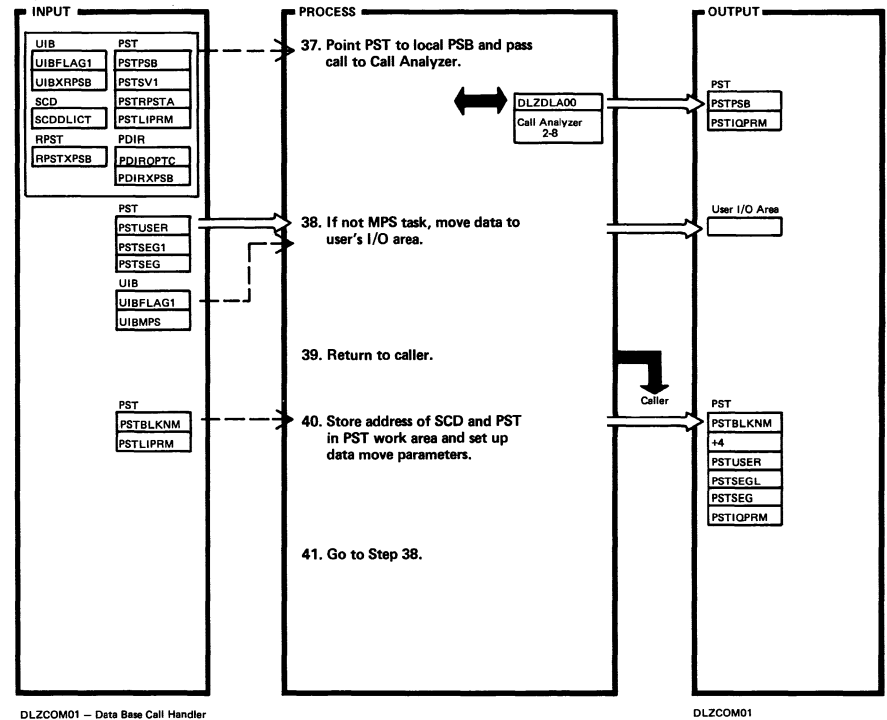 INPUT
UIB
UIBFLAG1
UIBXRPSB
SCD
SCDDLICT
RPST
RPSTXPSB
PST
PSTPSB
PSTSV1
PSTRPSTA
PSTLIPRM
PDIR
PDIROPTC
PDIRXPSB
PST
PSTUSER
PSTSEG1
PSTSEG
UIB
UIBFLAG1
UIBMPS
PST
PSTBLKNM
PSTLIPRM
PROCESS
37. Point PST to local PSB and pass
call to Call Analyzer.
DLZDLA00
Call Analyzer
2-8
38. If not MPS task, move data to
user's I/O area.
39. Return to caller.
Caller
40. Store address of SCD and PST
in PST work area and set up
data move parameters.
41. Go to Step 38.
OUTPUT
PST
PSTPSB
PSTIQPRM
User I/O Area
PST
PSTBLKNM
+4
PSTUSER
PSTSEGL
PSTSEG
PSTIQPRM
DLZCOM01 — Data Base Call Handler
DLZCOM01